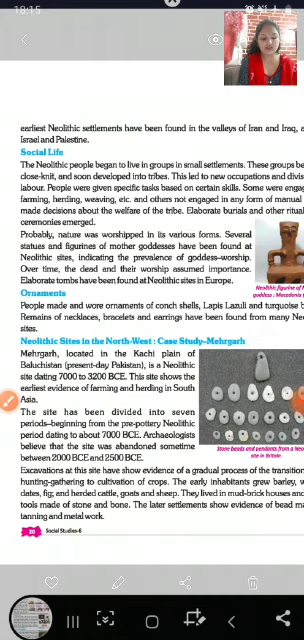 18:15
earliest Neolithic settlements have been found in the valleys of Iran and Iraq,
Israel and Palestine.
Social Life
The Neolithic people began to live in groups in small settlements. These groups
close-knit, and soon developed into tribes. This led to new occupations and
labour. People were given specific tasks based on certain skills. Some were
farming, herding, weaving, etc. and others not engaged in any form of manual
made decisions about the welfare of the tribe. Elaborate burials and other
ceremonies emerged.
Probably, nature was worshipped in its various forms. Several
statues and figurines of mother goddesses have been found at
Neolithic sites, indicating the prevalence of goddess-worship.
Over time, the dead and their worship assumed importance.
Elaborate tombs have been found at Neolithic sites in Europe.
Neolithic figurine of
goddess : Macedonia
Ornaments
People made and wore ornaments of conch shells, Lapis Lazuli and turquoise
Remains of necklaces, bracelets and earring have been found from many
sites.
Neolithic Sites in the North-West : Case Study-Mehrgarh
Mehrgarh, located in the Kachi plain of
Baluchistan (present-day Pakistan), is a Neolithic
site dating 7000 to 3200 BCE. This site shows the
earliest evidence of farming and herding in South
Asia.
The site has been divided into seven
periods–beginning from the pre-pottery Neolithic
period dating to about 7000 BCE. Archaeologists
believe that the site was abandoned sometime
between 2000 BCE and 2500 BCE.
Stone beads and pendants from a
site in Britain
Excavations at this site have show evidence of a gradual process of the
hunting-gathering to cultivation of crops. The early inhabitants grew barley,
dates, fig; and herded cattle, goats and sheep. They lived in mud-brick houses
tools made of stone and bone. The later settlements show evidence of bead
tanning and metal work.
20 Social Studies-6